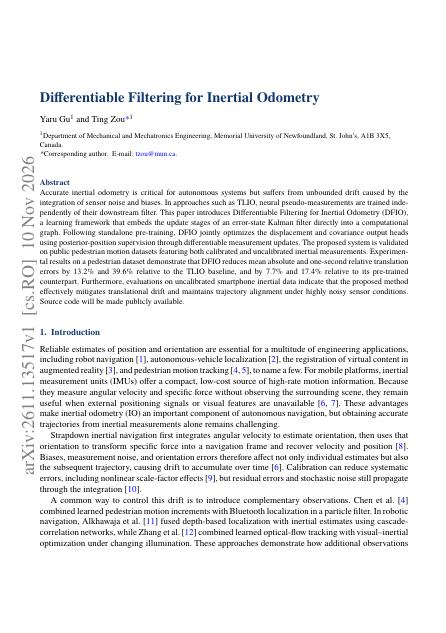 Differentiable Filtering for Inertial Odometry
Yaru Gu1 and Ting Zou*1
1Department of Mechanical and Mechatronics Engineering, Memorial University of Newfoundland, St. John's, A1B 3X5,
Canada.
*Corresponding author. E-mail: tzou@mun.ca.
Abstract
Accurate inertial odometry is critical for autonomous systems but suffers from unbounded drift caused by the
integration of sensor noise and biases. In approaches such as TLIO, neural pseudo-measurements are trained inde-
pendently of their downstream filter. This paper introduces Differentiable Filtering for Inertial Odometry (DFIO),
a learning framework that embeds the update stages of an error-state Kalman filter directly into a computational
graph. Following standalone pre-training, DFIO jointly optimizes the displacement and covariance output heads
using posterior-position supervision through differentiable measurement updates. The proposed system is validated
on public pedestrian motion datasets featuring both calibrated and uncalibrated inertial measurements. Experimen-
tal results on a pedestrian dataset demonstrate that DFIO reduces mean absolute and one-second relative translation
errors by 13.2% and 39.6% relative to the TLIO baseline, and by 7.7% and 17.4% relative to its pre-trained
counterpart. Furthermore, evaluations on uncalibrated smartphone inertial data indicate that the proposed method
effectively mitigates translational drift and maintains trajectory alignment under highly noisy sensor conditions.
Source code will be made publicly available.
1. Introduction
Reliable estimates of position and orientation are essential for a multitude of engineering applications,
including robot navigation [1], autonomous-vehicle localization [2], the registration of virtual content in
augmented reality [3], and pedestrian motion tracking [4, 5], to name a few. For mobile platforms, inertial
measurement units (IMUs) offer a compact, low-cost source of high-rate motion information. Because
they measure angular velocity and specific force without observing the surrounding scene, they remain
useful when external positioning signals or visual features are unavailable [6, 7]. These advantages
make inertial odometry (IO) an important component of autonomous navigation, but obtaining accurate
trajectories from inertial measurements alone remains challenging.
Strapdown inertial navigation first integrates angular velocity to estimate orientation, then uses that
orientation to transform specific force into a navigation frame and recover velocity and position [8].
Biases, measurement noise, and orientation errors therefore affect not only individual estimates but also
the subsequent trajectory, causing drift to accumulate over time [6]. Calibration can reduce systematic
errors, including nonlinear scale-factor effects [9], but residual errors and stochastic noise still propagate
through the integration [10].
A common way to control this drift is to introduce complementary observations. Chen et al. [4]
combined learned pedestrian motion increments with Bluetooth localization in a particle filter. In robotic
navigation, Alkhawaja et al. [11] fused depth-based localization with inertial estimates using cascade-
correlation networks, while Zhang et al. [12] combined learned optical-flow tracking with visual–inertial
optimization under changing illumination. These approaches demonstrate how additional observations
arXiv:2611.13517v1 [cs.RO] 10 Nov 2026